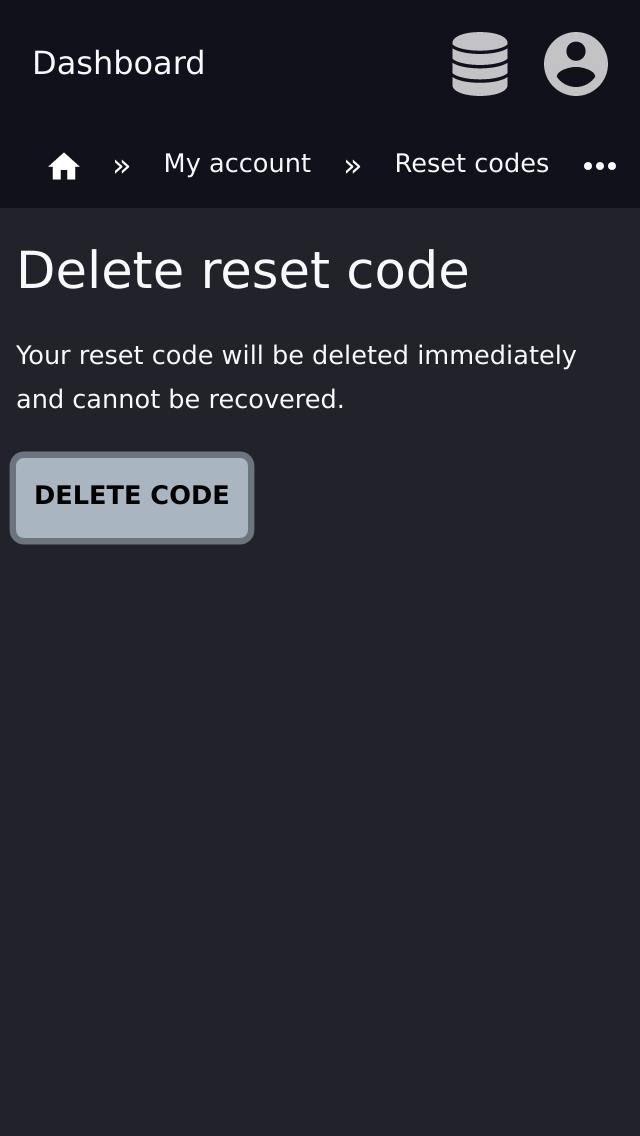 Dashboard
» My account » Reset codes •••
Delete reset code
Your reset code will be deleted immediately
and cannot be recovered.
DELETE CODE